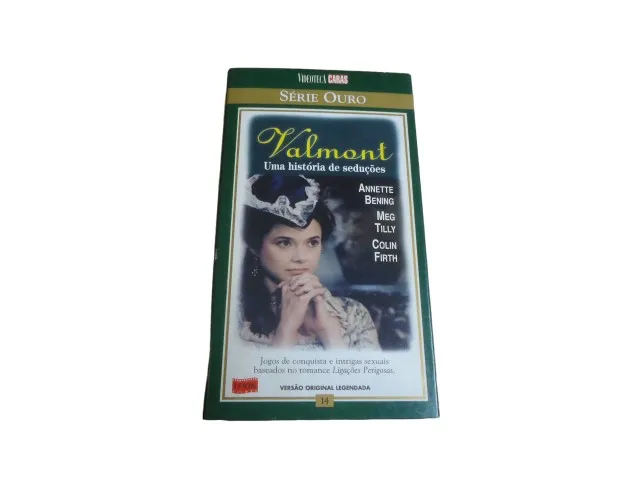 VIDEOTECA CARAS
SÉRIE OURO
Valmont
Uma história de seduções
ANNETTE
BENING
MEG
TILLY
COLIN
FIRTH
Jogos de conquista e intrigas sexuais
baseados no romance Ligações Perigosas.
VERSÃO ORIGINAL LEGENDADA
14